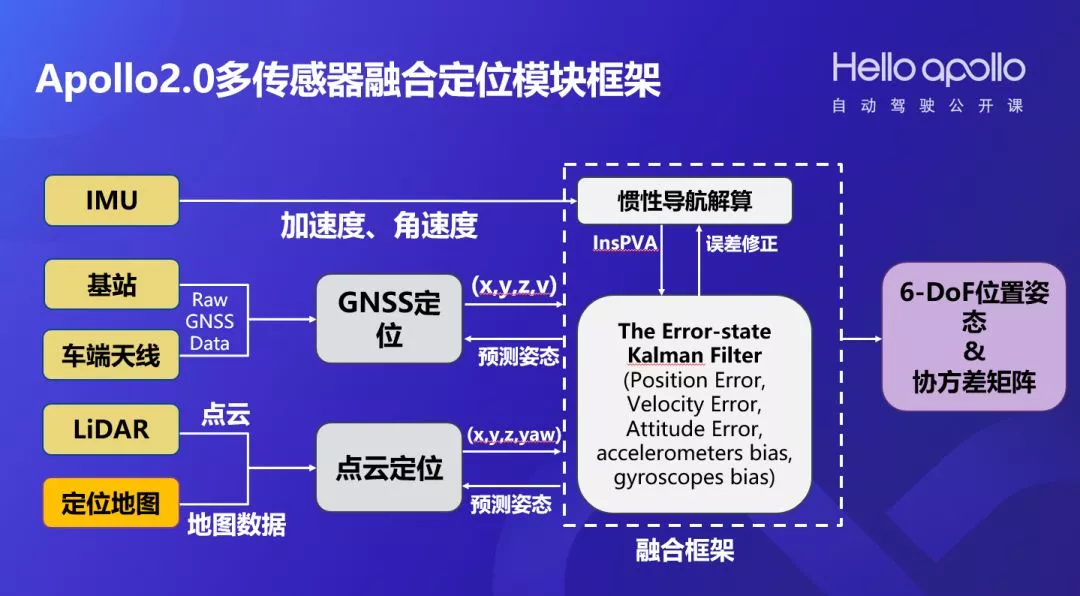 Apollo2.0多传感器融合定位模块框架
Hello apollo
自动驾驶公开课
IMU
加速度、角速度
惯性导航解算
InsPVA
误差修正
基站
车端天线
Raw
GNSS
Data
GNSS定
位
(x,y,z,v)
预测姿态
LiDAR
点云
定位地图
地图数据
点云定位
(x,y,z,yaw)
预测姿态
The Error-state
Kalman Filter
(Position Error,
Velocity Error,
Attitude Error,
accelerometers bias,
gyroscopes bias)
融合框架
6-DoF位置姿
态
&
协方差矩阵